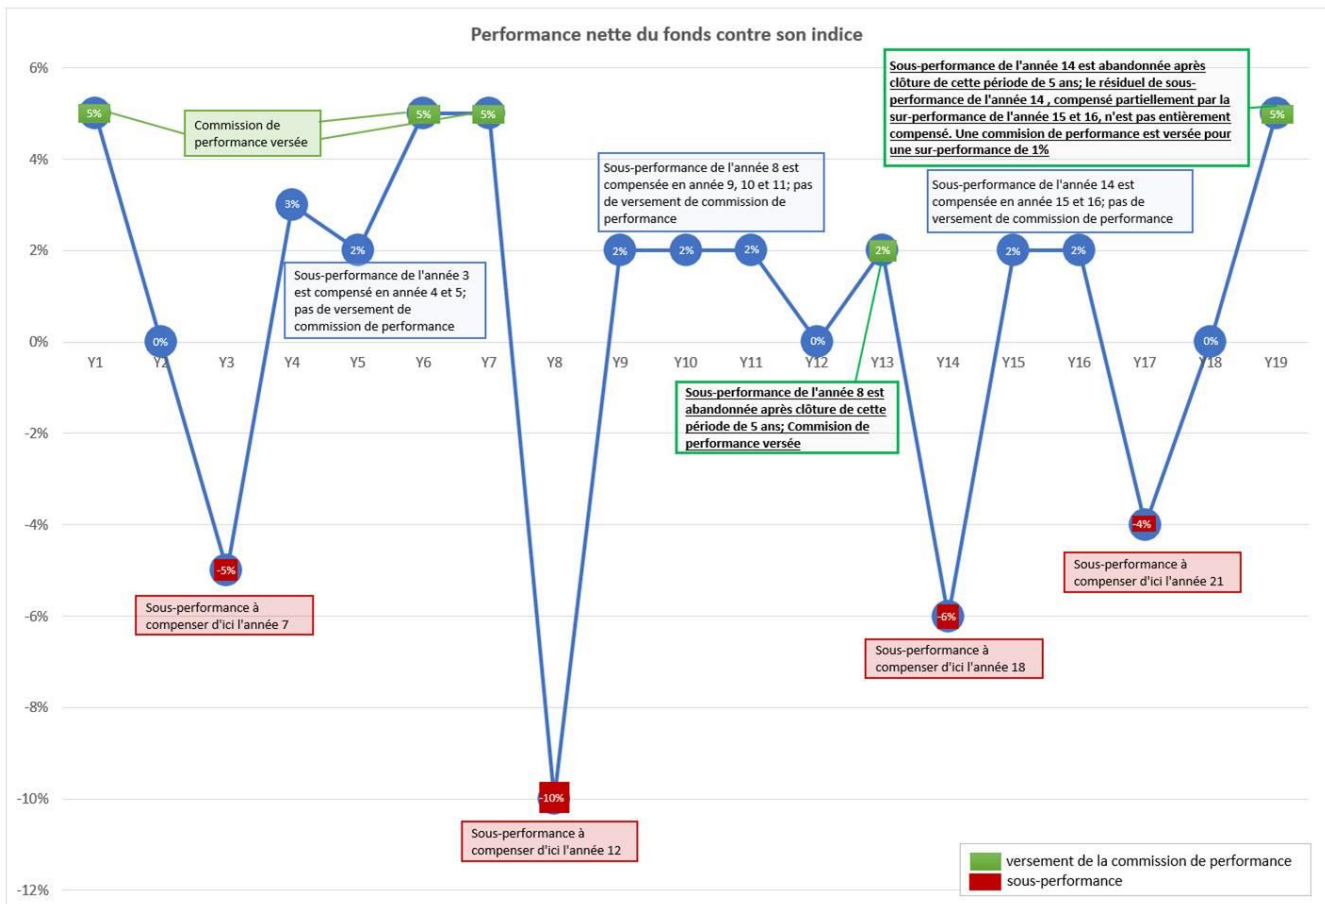 Performance nette du fonds contre son indice
6%
4%
2%
0%
-2%
-4%
-6%
-8%
-10%
-12%
Y1
Y2
Y3
Y4
Y5
Y6
Y7
Y8
Y9
Y10
Y11
Y12
Y13
Y14
Y15
Y16
Y17
Y18
Y19
5%
0%
-5%
3%
2%
5%
5%
-10%
2%
2%
2%
0%
2%
-6%
2%
2%
-4%
0%
5%
Commission de
performance versée
Sous-performance de l'année 3
est compensé en année 4 et 5;
pas de versement de
commission de performance
Sous-performance à
compenser d'ici l'année 7
Sous-performance de l'année 8 est
compensée en année 9, 10 et 11; pas
de versement de commission de
performance
Sous-performance à
compenser d'ici l'année 12
Sous-performance de l'année 8 est
abandonnée après clôture de cette
période de 5 ans; Commision de
performance versée
Sous-performance de l'année 14 est abandonnée après
clôture de cette période de 5 ans; le résiduel de sous-
performance de l'année 14 , compensé partiellement par la
sur-performance de l'année 15 et 16, n'est pas entièrement
compensé. Une commision de performance est versée pour
une sur-performance de 1%
Sous-performance de l'année 14 est
compensée en année 15 et 16; pas de
versement de commission de performance
Sous-performance à
compenser d'ici l'année 18
Sous-performance à
compenser d'ici l'année 21
versement de la commission de performance
sous-performance